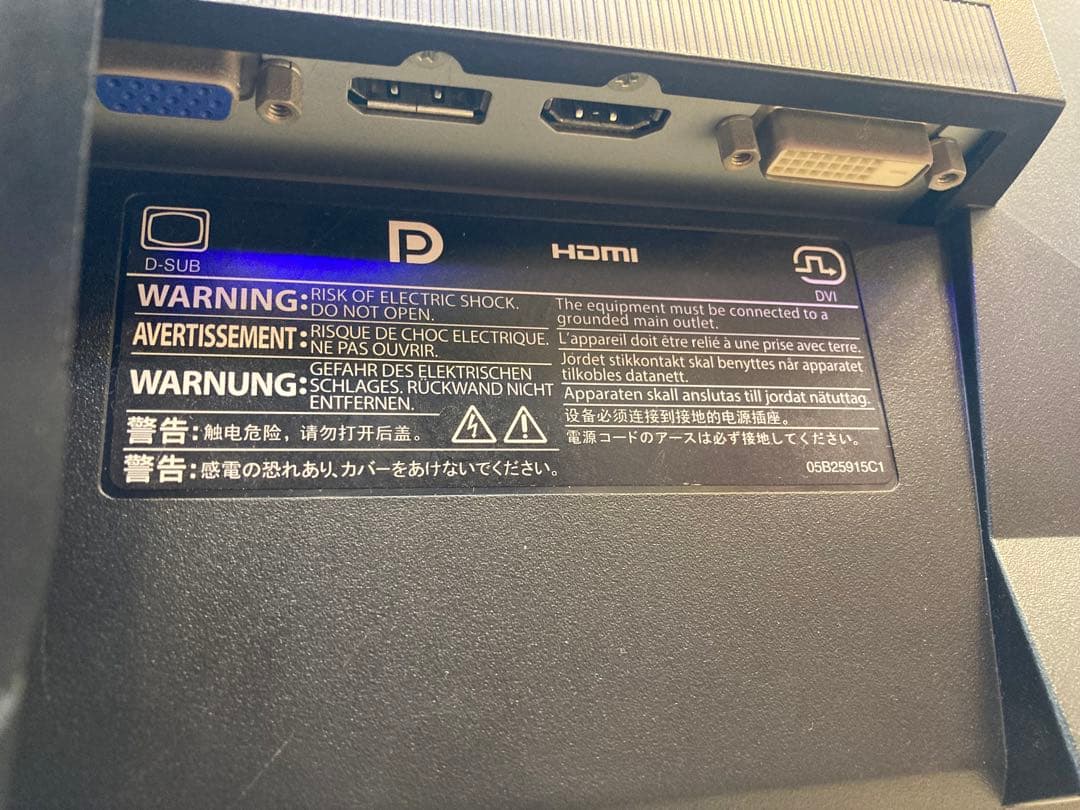 D-SUB
HDMI
DVI
WARNING: RISK OF ELECTRIC SHOCK.
DO NOT OPEN.
AVERTISSEMENT: RISQUE DE CHOC ELECTRIQUE.
NE PAS OUVRIR.
WARNUNG: GEFAHR DES ELEKTRISCHEN
SCHLAGES. RÜCKWAND NICHT
ENTFERNEN.
警告: 触电危险，请勿打开后盖。
警告: 感電の恐れあり、カバーをあけないでください。
The equipment must be connected to a
grounded main outlet.
L'appareil doit être relié à une prise avec terre.
Jordet stikkontakt skal benyttes når apparatet
tilkobles datanett.
Apparaten skall anslutas till jordat nätuttag.
设备必须连接到接地的电源插座。
電源コードのアースは必ず接地してください。
05B25915C1